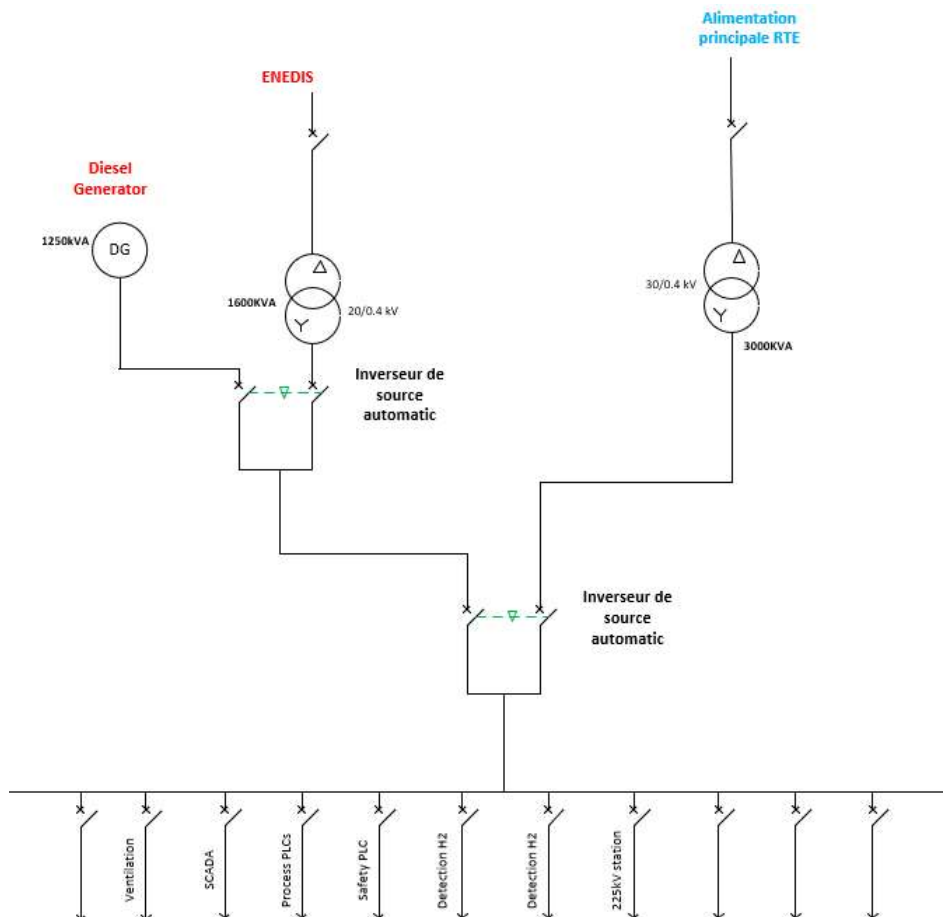 Alimentation
principale RTE
ENEDIS
Diesel
Generator
1250kVA
DG
1600KVA
20/0.4 kV
30/0.4 kV
3000KVA
Inverseur de
source
automatic
Inverseur de
source
automatic
Ventilation
SCADA
Process PLCs
Safety PLC
Detection H2
Detection H2
225kV station